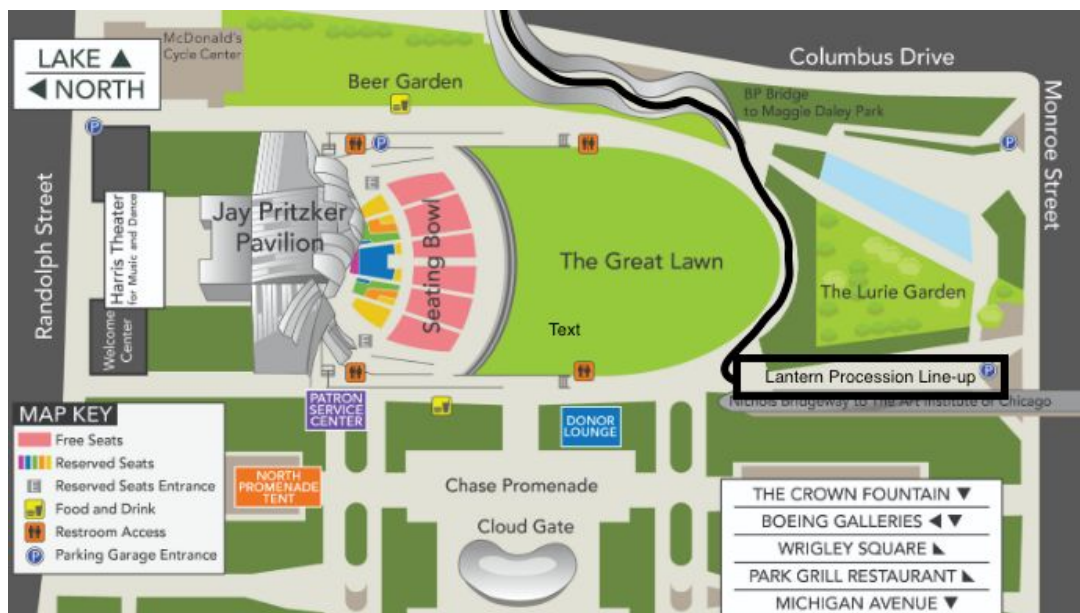 McDonald's
Cycle Center
LAKE ▲
◀ NORTH
Beer Garden
Columbus Drive
BP Bridge
to Maggie Daley Park
Monroe Street
Randolph Street
Harris Theater
for Music and Dance
Welcome
Center
Jay Pritzker
Pavilion
Seating Bowl
The Great Lawn
Text
The Lurie Garden
Lantern Procession Line-up
Nichols Bridgeway to The Art Institute of Chicago
PATRON
SERVICE
CENTER
DONOR
LOUNGE
MAP KEY
Free Seats
Reserved Seats
Reserved Seats Entrance
Food and Drink
Restroom Access
P Parking Garage Entrance
NORTH
PROMENADE
TENT
Chase Promenade
Cloud Gate
THE CROWN FOUNTAIN ▼
BOEING GALLERIES ◀ ▼
WRIGLEY SQUARE ◣
PARK GRILL RESTAURANT ◣
MICHIGAN AVENUE ▼